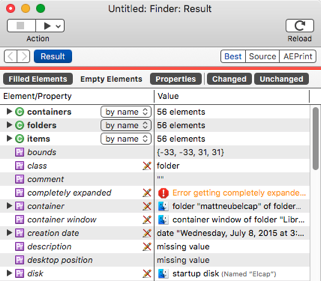 Untitled: Finder: Result
Action
Reload
Result
Best Source AEPrint
Filled Elements Empty Elements Properties Changed Unchanged
Element/Property Value
containers by name 56 elements
folders by name 56 elements
items by name 56 elements
bounds {-33, -33, 31, 31}
class folder
comment ""
completely expanded Error getting completely expande...
container folder "mattneubelcap" of folder...
container window container window of folder "Libr...
creation date date "Wednesday, July 8, 2015 at 3:...
description missing value
desktop position missing value
disk startup disk (Named "Elcap")